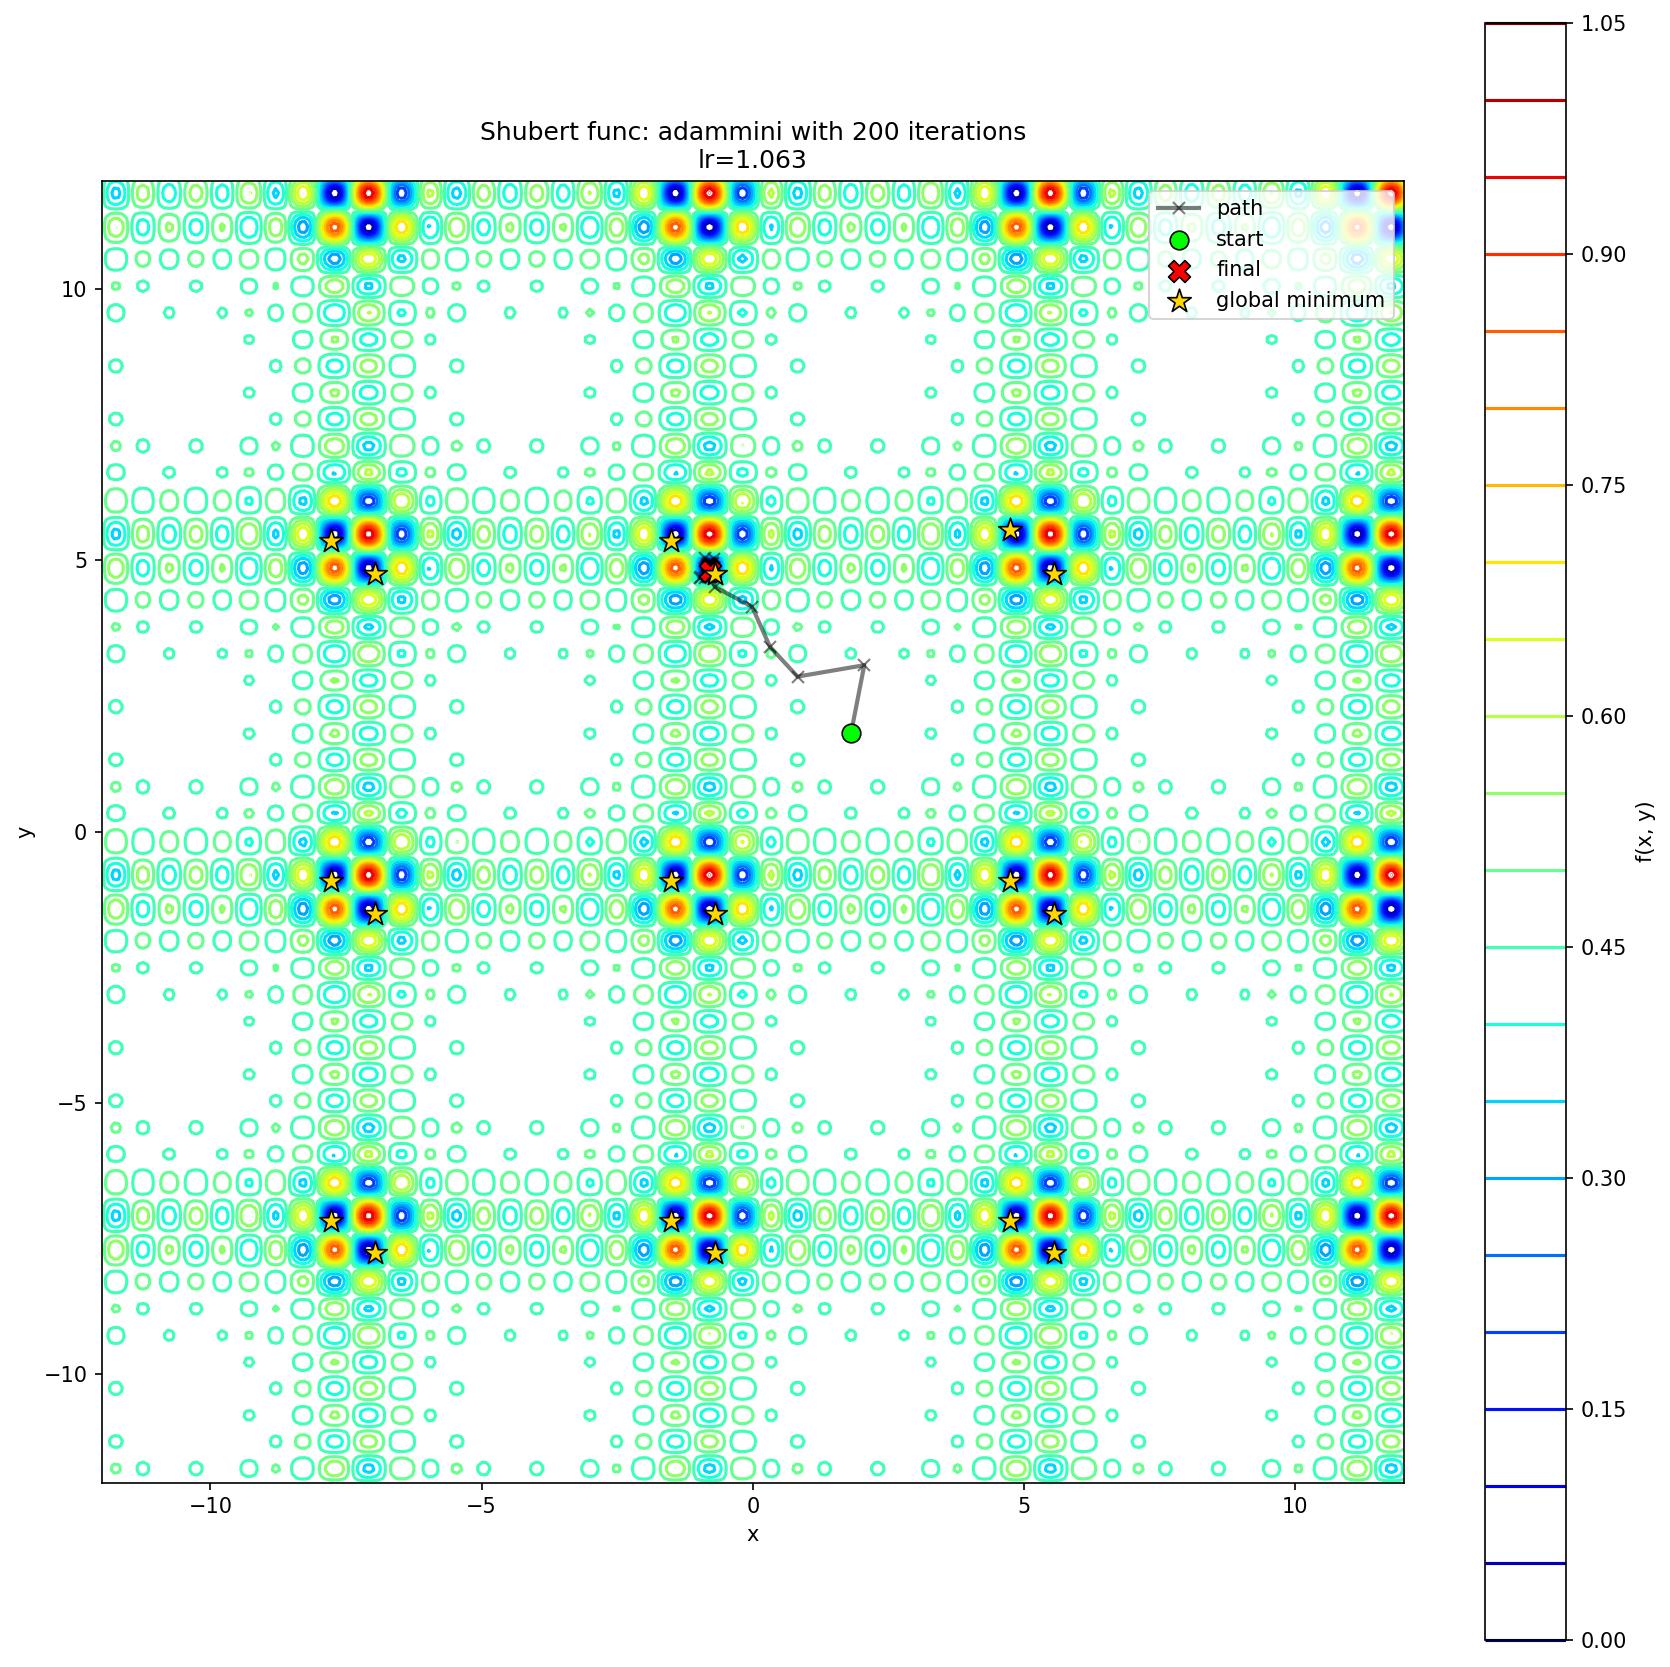 Shubert func: adammini with 200 iterations
lr=1.063
path
start
final
global minimum
10
5
0
−5
−10
y
−10
−5
0
5
10
x
1.05
0.90
0.75
0.60
0.45
0.30
0.15
0.00
f(x, y)